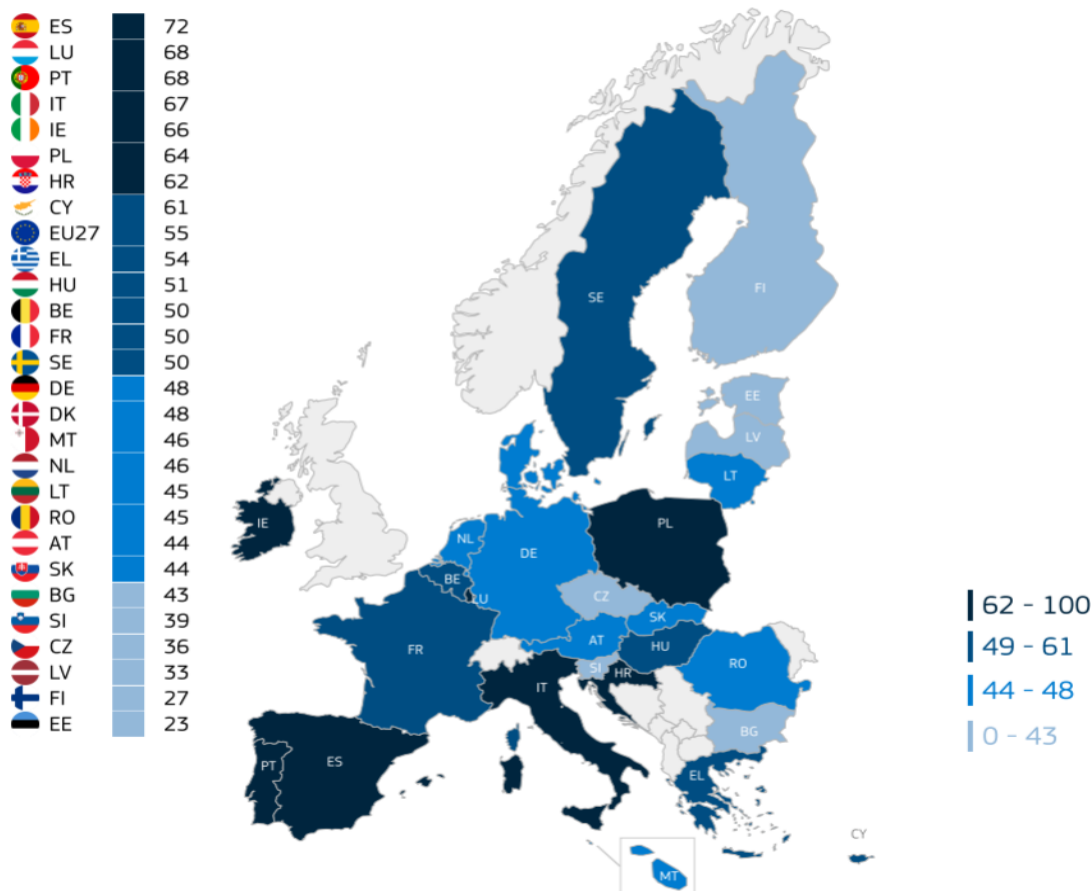 ES 72
LU 68
PT 68
IT 67
IE 66
PL 64
HR 62
CY 61
EU27 55
EL 54
HU 51
BE 50
FR 50
SE 50
DE 48
DK 48
MT 46
NL 46
LT 45
RO 45
AT 44
SK 44
BG 43
SI 39
CZ 36
LV 33
FI 27
EE 23
SE
FI
EE
LV
LT
IE
PL
NL
DE
BE
LU
CZ
SK
FR
AT
HU
RO
SI
HR
IT
BG
PT
ES
EL
CY
MT
62 - 100
49 - 61
44 - 48
0 - 43